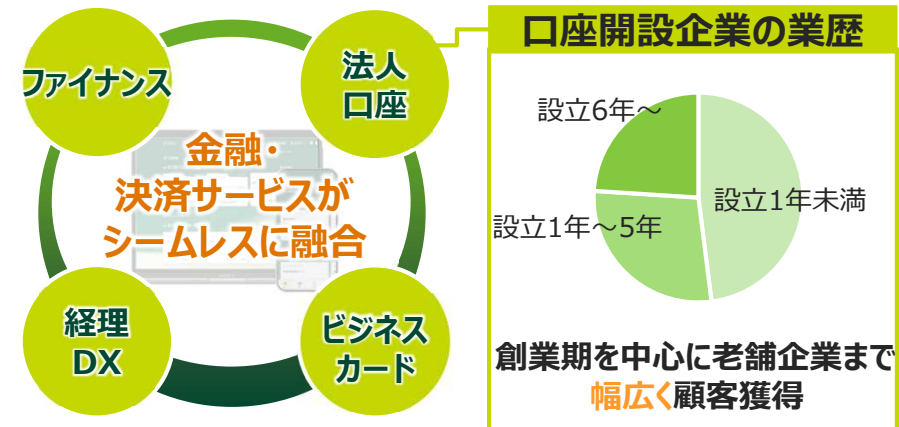 ファイナンス
法人
口座
金融・
決済サービスが
シームレスに融合
経理
DX
ビジネス
カード
口座開設企業の業歴
設立6年～
設立1年未満
設立1年～5年
創業期を中心に老舗企業まで
幅広く顧客獲得